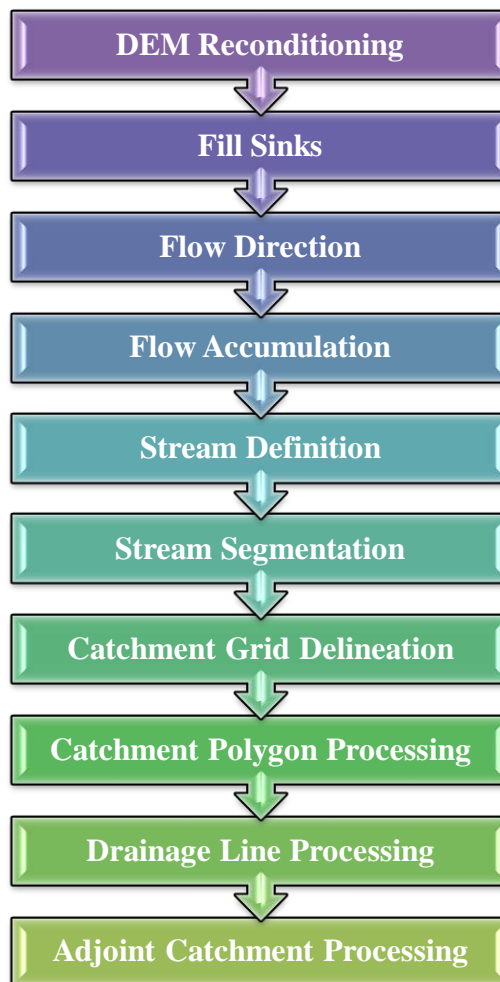 DEM Reconditioning
Fill Sinks
Flow Direction
Flow Accumulation
Stream Definition
Stream Segmentation
Catchment Grid Delineation
Catchment Polygon Processing
Drainage Line Processing
Adjoint Catchment Processing